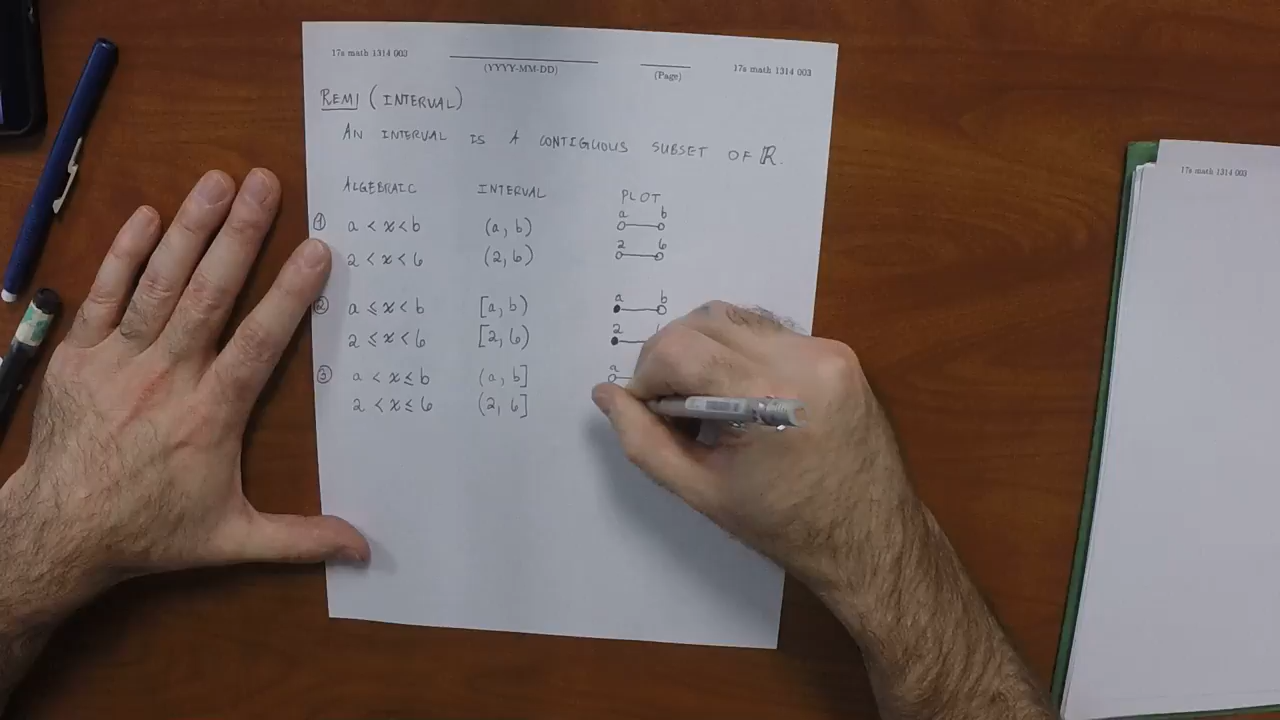 17s math 1314 003 (YYYY-MM-DD) (Page) 17s math 1314 003
REM1 (INTERVAL)
AN INTERVAL IS A CONTIGUOUS SUBSET OF ℝ.
ALGEBRAIC INTERVAL PLOT
a b
① a < x < b (a, b)
2 6
2 < x < 6 (2, 6)
a b
② a ≤ x < b [a, b)
2
2 ≤ x < 6 [2, 6)
a
③ a < x ≤ b (a, b]
2 < x ≤ 6 (2, 6]
17s math 1314 003